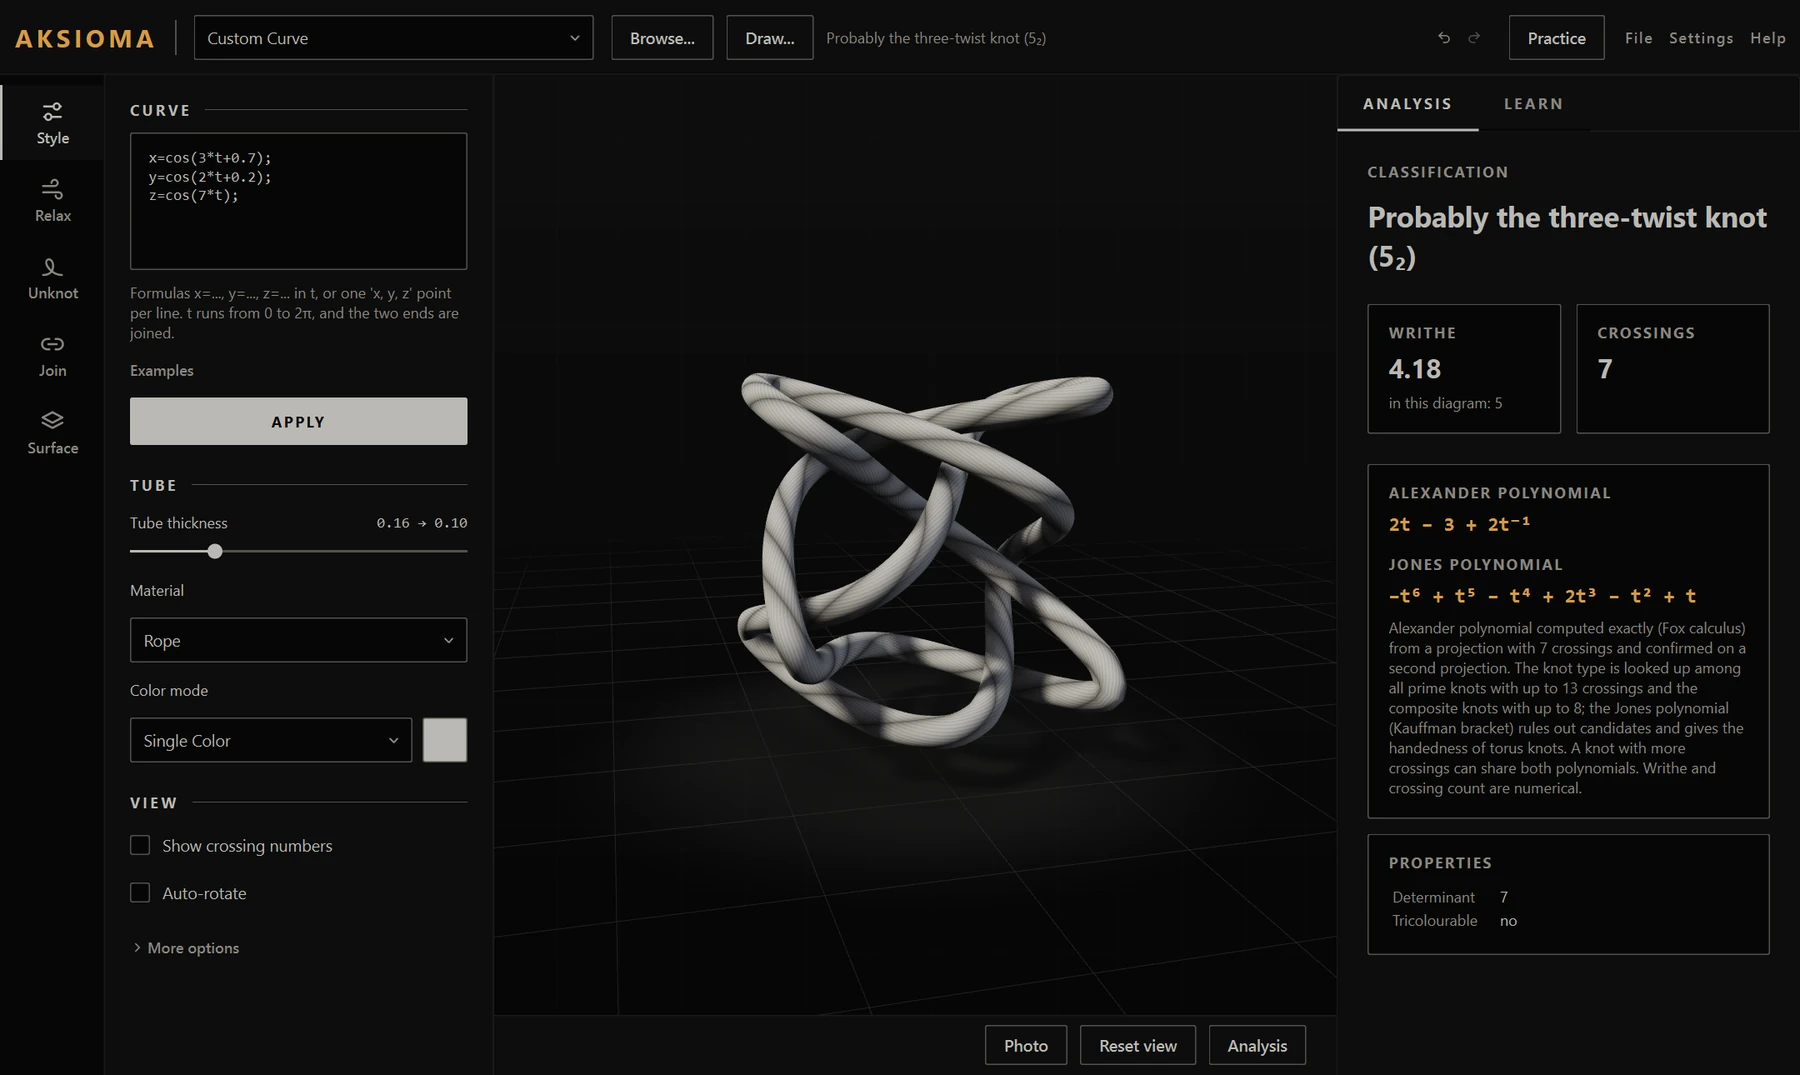 AKSIOMA
Custom Curve
Browse...
Draw...
Probably the three-twist knot (5₂)
Practice
File
Settings
Help
Style
Relax
Unknot
Join
Surface
CURVE
x=cos(3*t+0.7);
y=cos(2*t+0.2);
z=cos(7*t);
Formulas x=..., y=..., z=... in t, or one 'x, y, z' point
per line. t runs from 0 to 2π, and the two ends are
joined.
Examples
APPLY
TUBE
Tube thickness
0.16 → 0.10
Material
Rope
Color mode
Single Color
VIEW
Show crossing numbers
Auto-rotate
More options
Photo
Reset view
Analysis
ANALYSIS
LEARN
CLASSIFICATION
Probably the three-twist knot
(5₂)
WRITHE
4.18
in this diagram: 5
CROSSINGS
7
ALEXANDER POLYNOMIAL
2t − 3 + 2t⁻¹
JONES POLYNOMIAL
−t⁶ + t⁵ − t⁴ + 2t³ − t² + t
Alexander polynomial computed exactly (Fox calculus)
from a projection with 7 crossings and confirmed on a
second projection. The knot type is looked up among
all prime knots with up to 13 crossings and the
composite knots with up to 8; the Jones polynomial
(Kauffman bracket) rules out candidates and gives the
handedness of torus knots. A knot with more
crossings can share both polynomials. Writhe and
crossing count are numerical.
PROPERTIES
Determinant 7
Tricolourable no